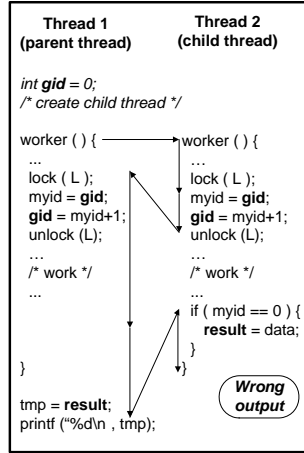 Thread 1
(parent thread)
int gid = 0;
/* create child thread */
worker ( ) {
...
lock ( L );
myid = gid;
gid = myid+1;
unlock (L);
…
/* work */
...
}
tmp = result;
printf (“%d\n , tmp);
Thread 2
(child thread)
worker ( ) {
…
lock ( L );
myid = gid;
gid = myid+1;
unlock (L);
…
/* work */
...
if ( myid == 0 ) {
result = data;
}
}
Wrong
output